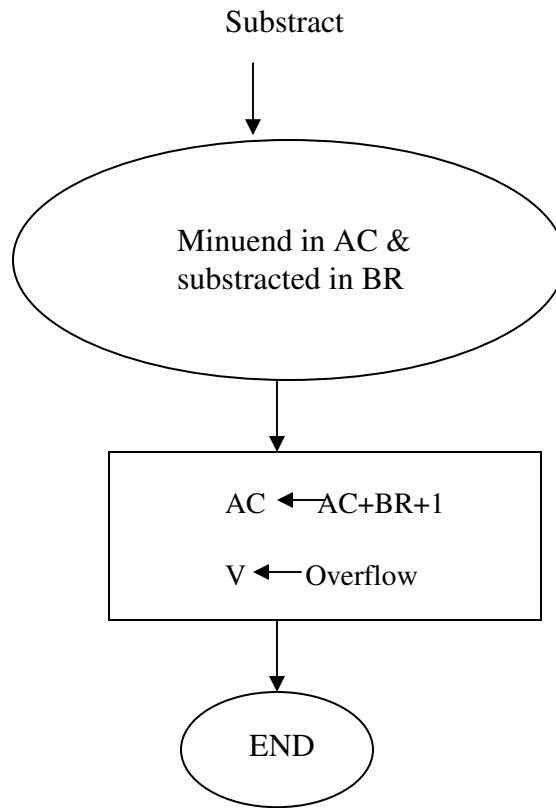 Substract
Minuend in AC &
substracted in BR
AC ← AC+BR+1
V ← Overflow
END